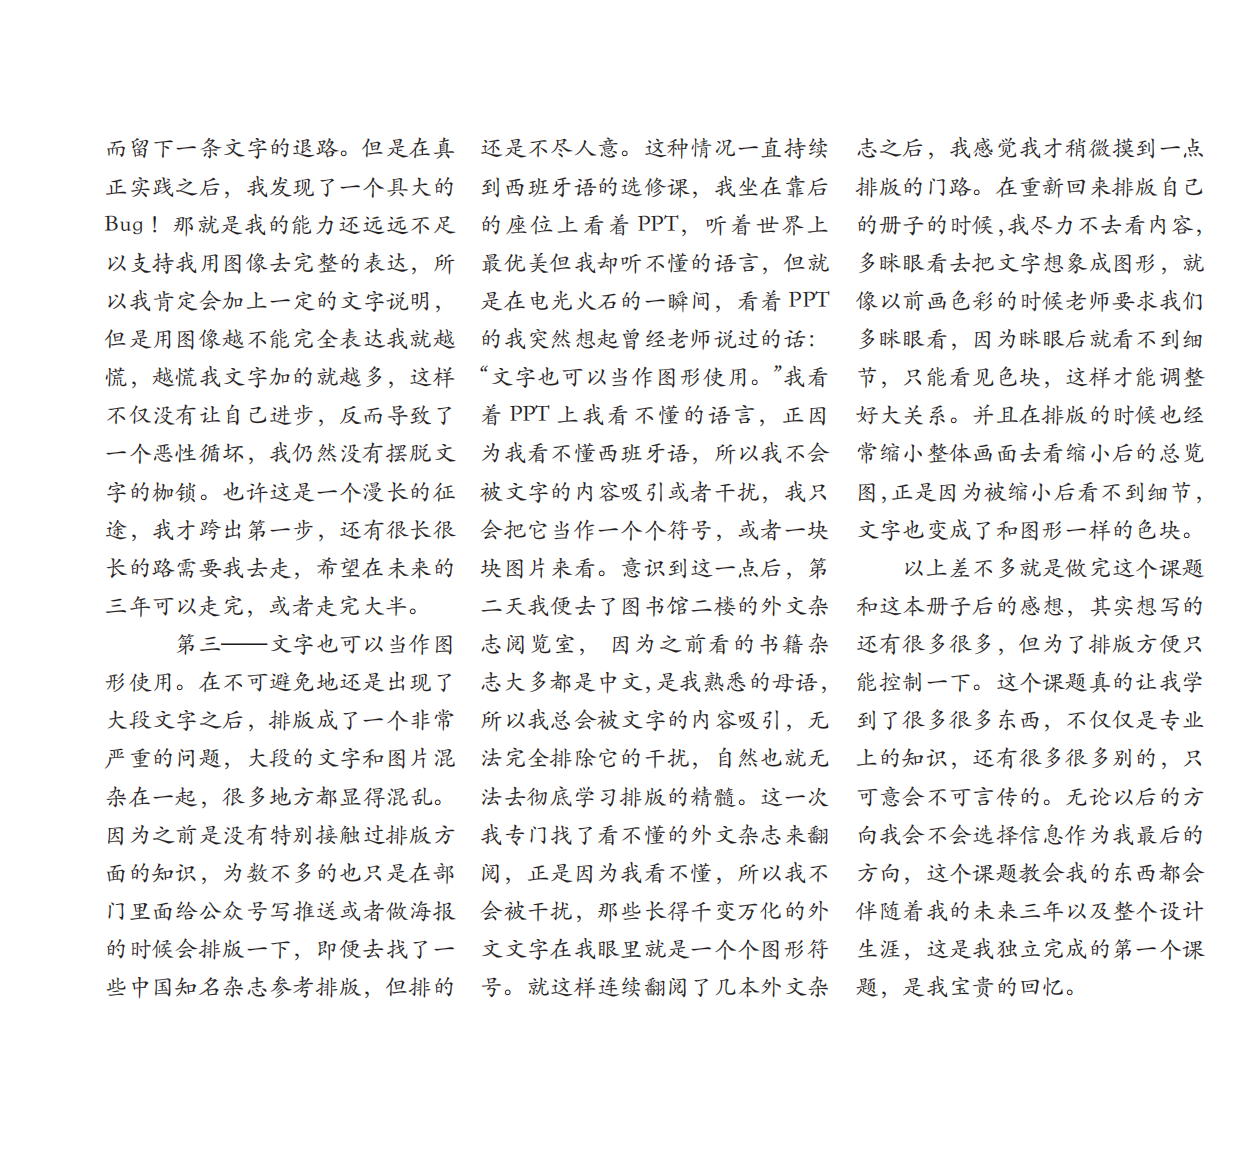 而留下一条文字的退路。但是在真
正实践之后，我发现了一个具大的
Bug！那就是我的能力还远远不足
以支持我用图像去完整的表达，所
以我肯定会加上一定的文字说明，
但是用图像越不能完全表达我就越
慌，越慌我文字加的就越多，这样
不仅没有让自己进步，反而导致了
一个恶性循坏，我仍然没有摆脱文
字的枷锁。也许这是一个漫长的征
途，我才跨出第一步，还有很长很
长的路需要我去走，希望在未来的
三年可以走完，或者走完大半。
第三——文字也可以当作图
形使用。在不可避免地还是出现了
大段文字之后，排版成了一个非常
严重的问题，大段的文字和图片混
杂在一起，很多地方都显得混乱。
因为之前是没有特别接触过排版方
面的知识，为数不多的也只是在部
门里面给公众号写推送或者做海报
的时候会排版一下，即便去找了一
些中国知名杂志参考排版，但排的
还是不尽人意。这种情况一直持续
到西班牙语的选修课，我坐在靠后
的座位上看着 PPT，听着世界上
最优美但我却听不懂的语言，但就
是在电光火石的一瞬间，看着 PPT
的我突然想起曾经老师说过的话：
“文字也可以当作图形使用。”我看
着 PPT 上我看不懂的语言，正因
为我看不懂西班牙语，所以我不会
被文字的内容吸引或者干扰，我只
会把它当作一个个符号，或者一块
块图片来看。意识到这一点后，第
二天我便去了图书馆二楼的外文杂
志阅览室， 因为之前看的书籍杂
志大多都是中文，是我熟悉的母语，
所以我总会被文字的内容吸引，无
法完全排除它的干扰，自然也就无
法去彻底学习排版的精髓。这一次
我专门找了看不懂的外文杂志来翻
阅，正是因为我看不懂，所以我不
会被干扰，那些长得千变万化的外
文文字在我眼里就是一个个图形符
号。就这样连续翻阅了几本外文杂
志之后，我感觉我才稍微摸到一点
排版的门路。在重新回来排版自己
的册子的时候，我尽力不去看内容，
多眯眼看去把文字想象成图形，就
像以前画色彩的时候老师要求我们
多眯眼看，因为眯眼后就看不到细
节，只能看见色块，这样才能调整
好大关系。并且在排版的时候也经
常缩小整体画面去看缩小后的总览
图，正是因为被缩小后看不到细节，
文字也变成了和图形一样的色块。
以上差不多就是做完这个课题
和这本册子后的感想，其实想写的
还有很多很多，但为了排版方便只
能控制一下。这个课题真的让我学
到了很多很多东西，不仅仅是专业
上的知识，还有很多很多别的，只
可意会不可言传的。无论以后的方
向我会不会选择信息作为我最后的
方向，这个课题教会我的东西都会
伴随着我的未来三年以及整个设计
生涯，这是我独立完成的第一个课
题，是我宝贵的回忆。